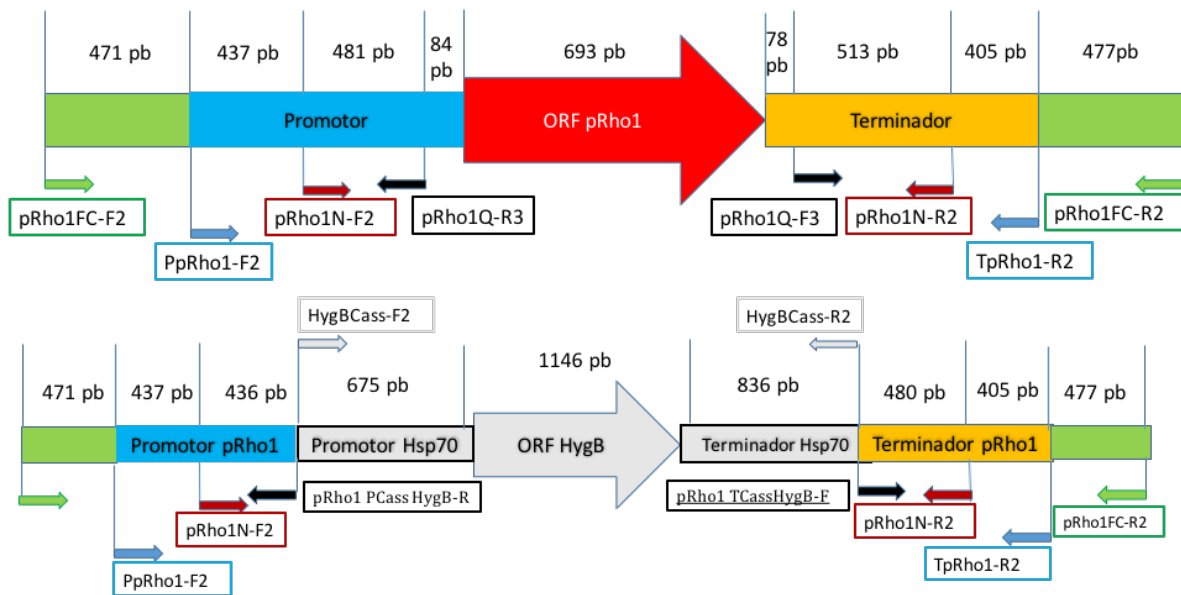 471 pb
437 pb
481 pb
84
pb
693 pb
78
pb
513 pb
405 pb
477pb
Promotor
ORF pRho1
Terminador
pRho1FC-F2
pRho1N-F2
pRho1Q-R3
pRho1Q-F3
pRho1N-R2
pRho1FC-R2
PpRho1-F2
TpRho1-R2
HygBCass-F2
HygBCass-R2
471 pb
437 pb
436 pb
675 pb
1146 pb
836 pb
480 pb
405 pb
477 pb
Promotor pRho1
Promotor Hsp70
ORF HygB
Terminador Hsp70
Terminador pRho1
pRho1 PCass HygB-R
pRho1 TCassHygB-F
pRho1N-F2
pRho1N-R2
pRho1FC-R2
PpRho1-F2
TpRho1-R2